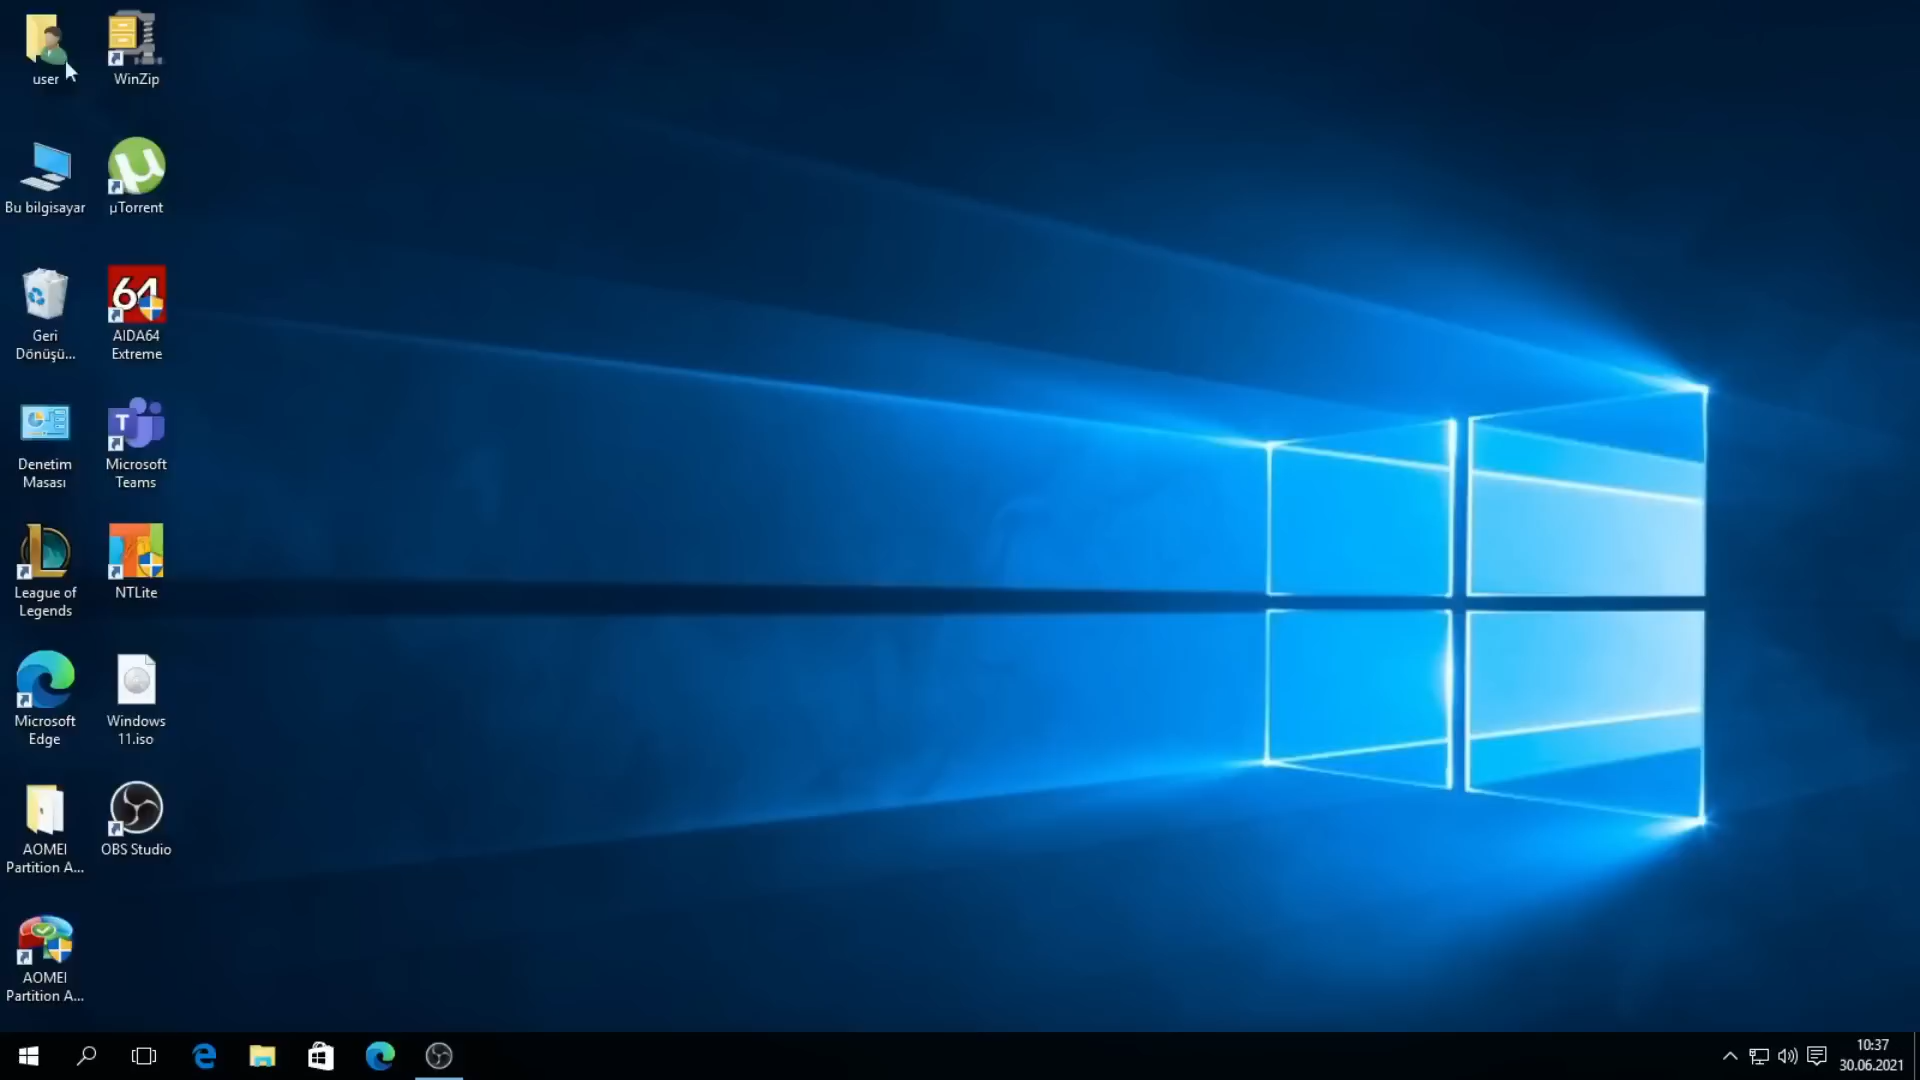 user
WinZip
Bu bilgisayar
µTorrent
Geri
Dönüşü...
64
AIDA64
Extreme
Denetim
Masası
T
Microsoft
Teams
League of
Legends
NTLite
Microsoft
Edge
Windows
11.iso
AOMEI
Partition A...
OBS Studio
AOMEI
Partition A...
10:37
30.06.2021